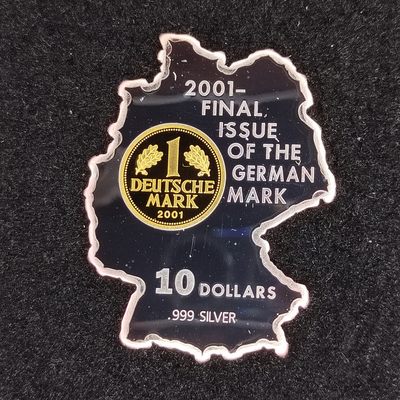 2001-
FINAL
ISSUE
OF THE
GERMAN
MARK
1
DEUTSCHE
MARK
2001
10 DOLLARS
.999 SILVER